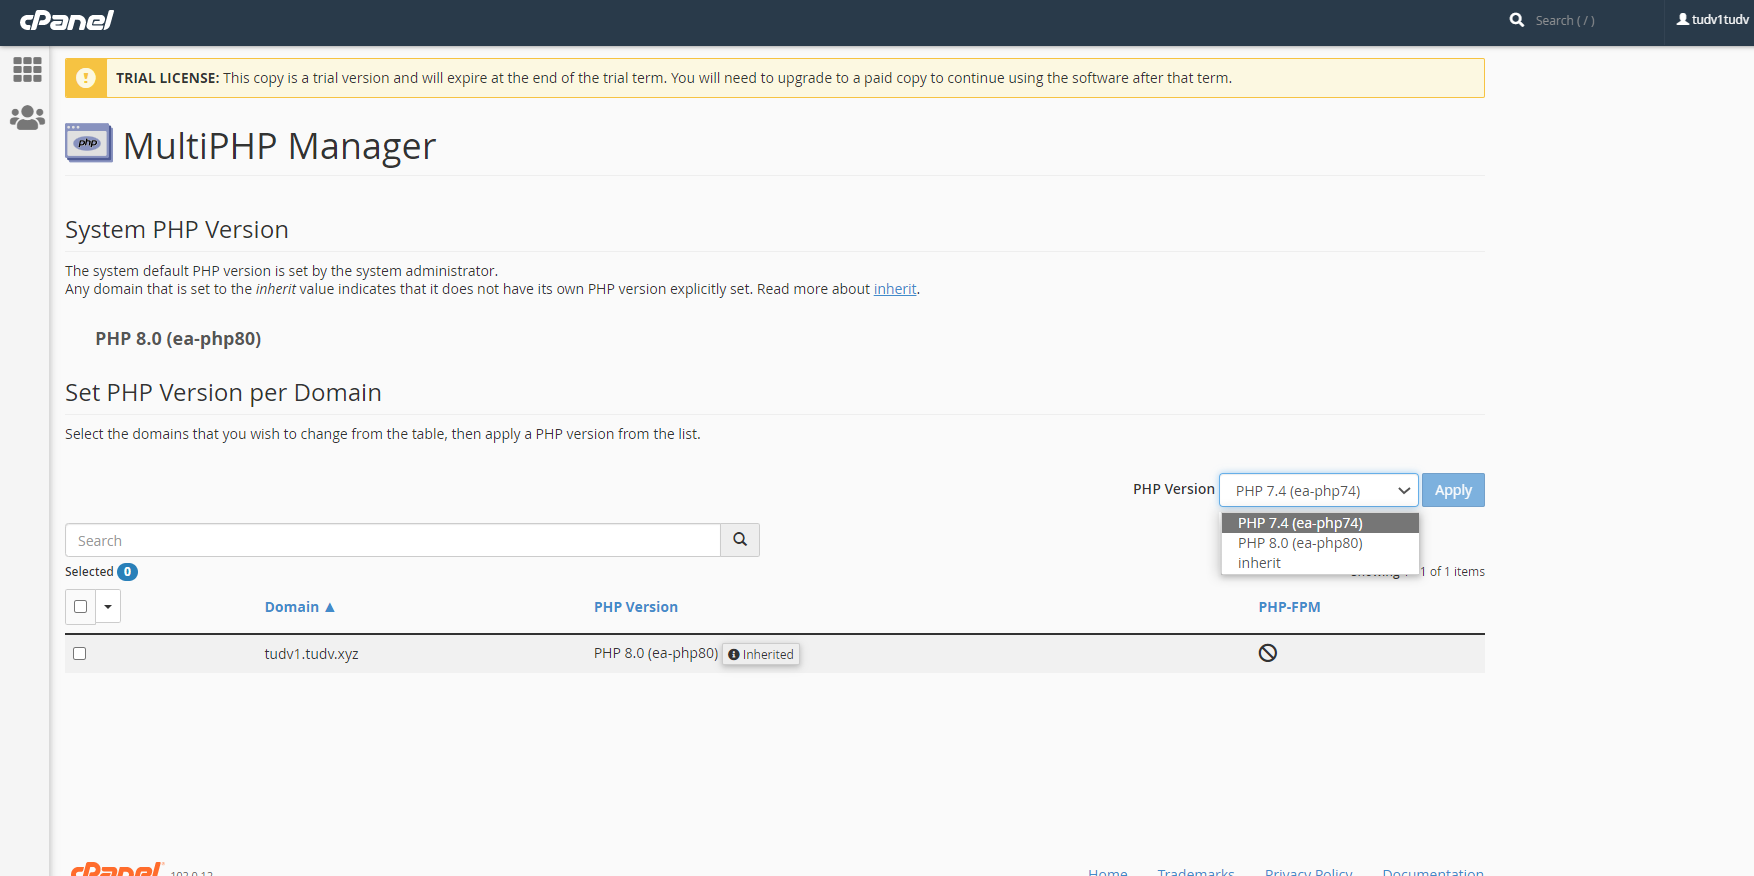 cPanel
Search ( / )
tudv1tudv
TRIAL LICENSE: This copy is a trial version and will expire at the end of the trial term. You will need to upgrade to a paid copy to continue using the software after that term.
php
MultiPHP Manager
System PHP Version
The system default PHP version is set by the system administrator.
Any domain that is set to the inherit value indicates that it does not have its own PHP version explicitly set. Read more about inherit.
PHP 8.0 (ea-php80)
Set PHP Version per Domain
Select the domains that you wish to change from the table, then apply a PHP version from the list.
PHP Version PHP 7.4 (ea-php74) Apply
PHP 7.4 (ea-php74)
PHP 8.0 (ea-php80)
inherit
Search
Selected 0
1 of 1 items
Domain ▲ PHP Version PHP-FPM
tudv1.tudv.xyz PHP 8.0 (ea-php80) Inherited
cPanel
Home Trademarks Privacy Policy Documentation